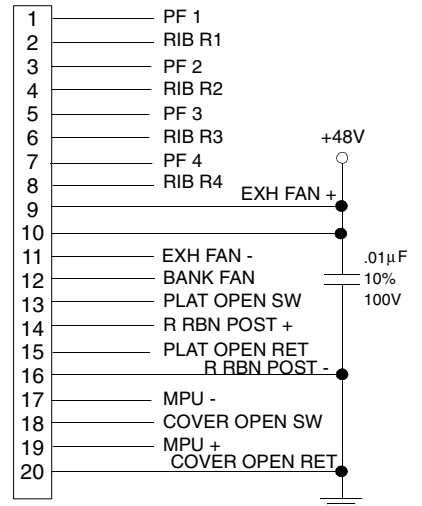 1 PF 1
2 RIB R1
3 PF 2
4 RIB R2
5 PF 3
6 RIB R3
+48V
7 PF 4
8 RIB R4
EXH FAN +
9
10
11 EXH FAN -
.01μF
12 BANK FAN
10%
13 PLAT OPEN SW
100V
14 R RBN POST +
15 PLAT OPEN RET
R RBN POST -
16
17 MPU -
18 COVER OPEN SW
19 MPU +
COVER OPEN RET
20